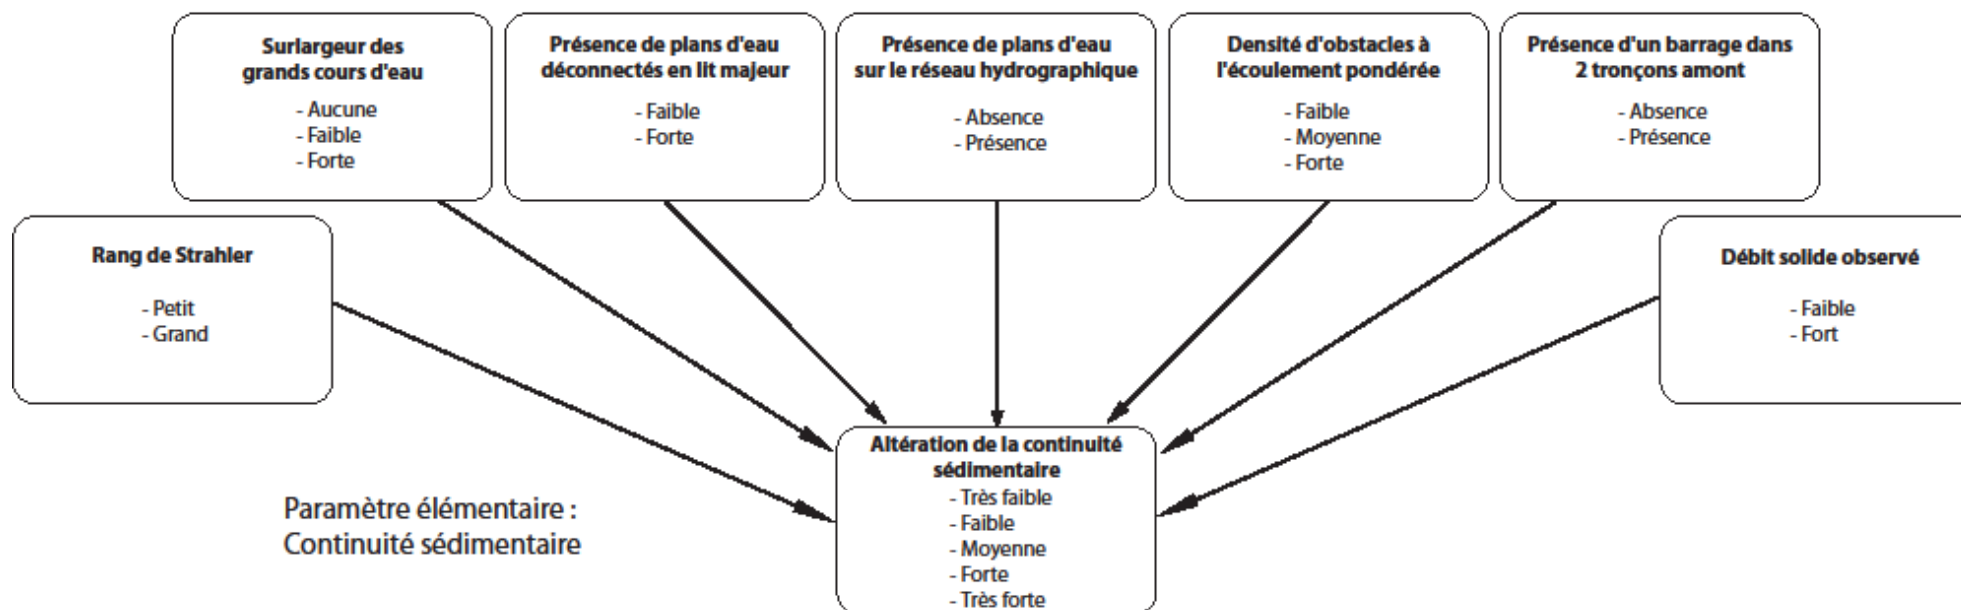 Surlargeur des
grands cours d'eau
- Aucune
- Faible
- Forte
Présence de plans d'eau
déconnectés en lit majeur
- Faible
- Forte
Présence de plans d'eau
sur le réseau hydrographique
- Absence
- Présence
Densité d'obstacles à
l'écoulement pondérée
- Faible
- Moyenne
- Forte
Présence d'un barrage dans
2 tronçons amont
- Absence
- Présence
Rang de Strahler
- Petit
- Grand
Débit solide observé
- Faible
- Fort
Altération de la continuité
sédimentaire
- Très faible
- Faible
- Moyenne
- Forte
- Très forte
Paramètre élémentaire :
Continuité sédimentaire